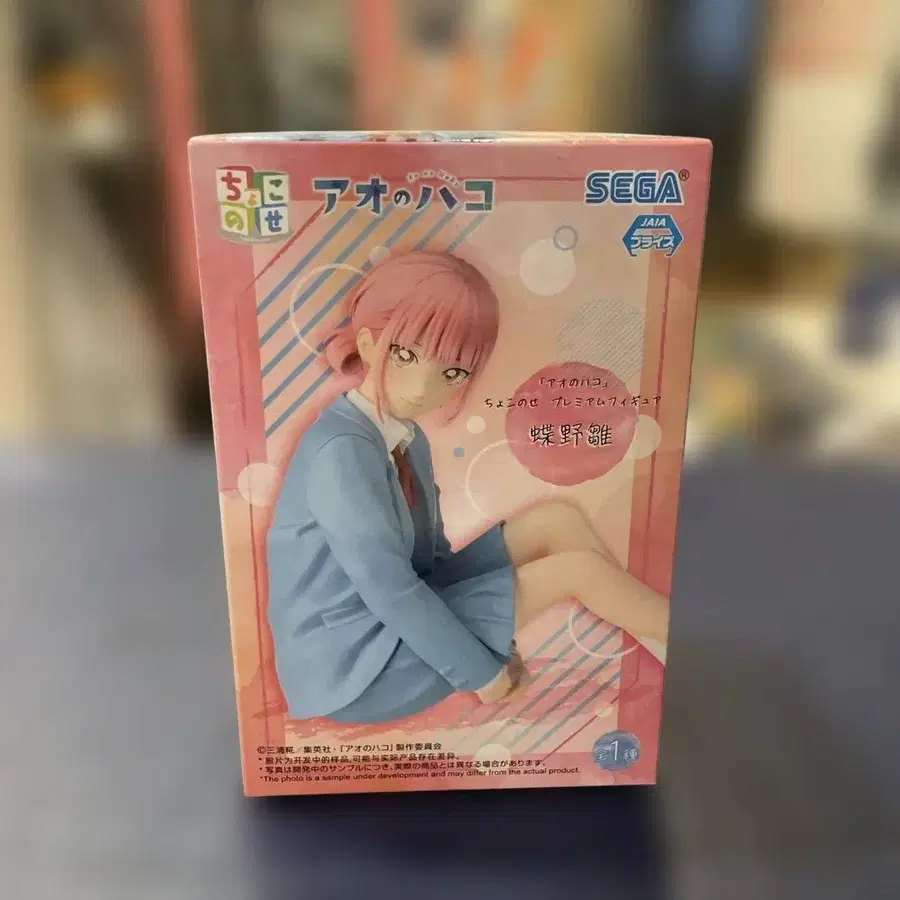 ちょこのせ
アオのハコ
Ao no Hako
SEGA®
JAIA
プライズ
「アオのハコ」
ちょこのせ プレミアムフィギュア
蝶野雛
©三浦糀／集英社・「アオのハコ」製作委員会
*照片为开发中的样品,可能与实际产品存在差异。
*写真は開発中のサンプルにつき、実際の商品とは異なる場合があります。
*The photo is a sample under development and may differ from the actual product.
全1種